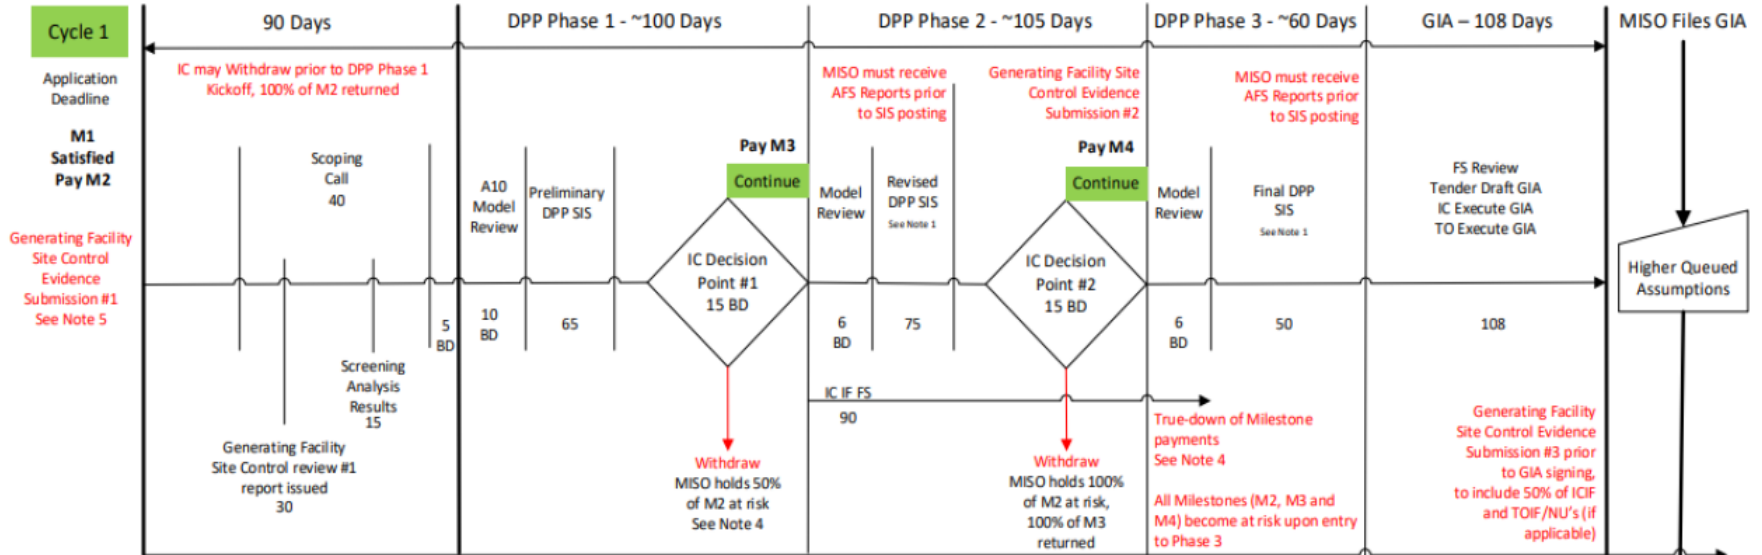 Cycle 1
90 Days
DPP Phase 1 - ~100 Days
DPP Phase 2 - ~105 Days
DPP Phase 3 - ~60 Days
GIA – 108 Days
MISO Files GIA
Application
Deadline
M1
Satisfied
Pay M2
Generating Facility
Site Control
Evidence
Submission #1
See Note 5
IC may Withdraw prior to DPP Phase 1
Kickoff, 100% of M2 returned
Scoping
Call
40
Screening
Analysis
Results
15
Generating Facility
Site Control review #1
report issued
30
5
BD
A10
Model
Review
10
BD
Preliminary
DPP SIS
65
Pay M3
Continue
IC Decision
Point #1
15 BD
Withdraw
MISO holds 50%
of M2 at risk
See Note 4
MISO must receive
AFS Reports prior
to SIS posting
Model
Review
6
BD
Revised
DPP SIS
See Note 1
75
IC IF FS
90
Generating Facility Site
Control Evidence
Submission #2
Pay M4
Continue
IC Decision
Point #2
15 BD
Withdraw
MISO holds 100%
of M2 at risk,
100% of M3
returned
MISO must receive
AFS Reports prior
to SIS posting
Model
Review
6
BD
Final DPP
SIS
See Note 1
50
True-down of Milestone
payments
See Note 4
All Milestones (M2, M3 and
M4) become at risk upon entry
to Phase 3
FS Review
Tender Draft GIA
IC Execute GIA
TO Execute GIA
108
Generating Facility
Site Control Evidence
Submission #3 prior
to GIA signing,
to include 50% of ICIF
and TOIF/NU's (if
applicable)
Higher Queued
Assumptions